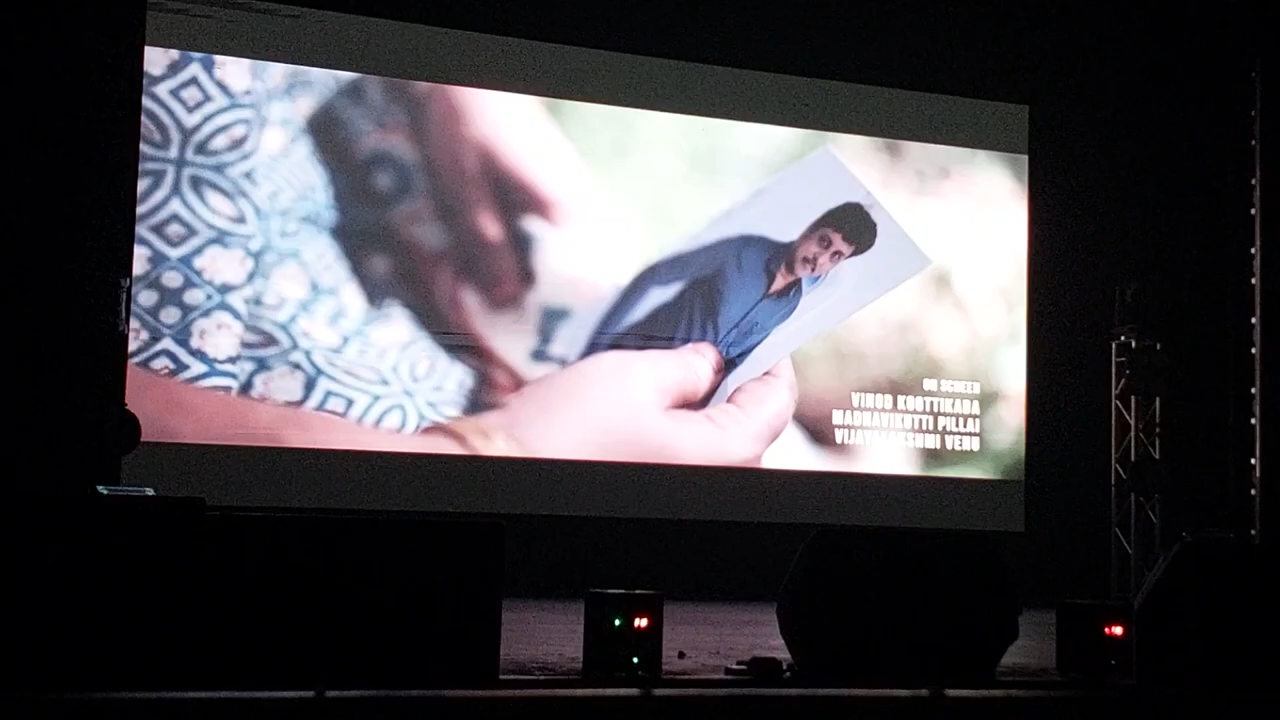 ON SCREEN
VINOD KOOTTIKADA
MADHAVIKUTTI PILLAI
VIJAYALAKSHMI VENU